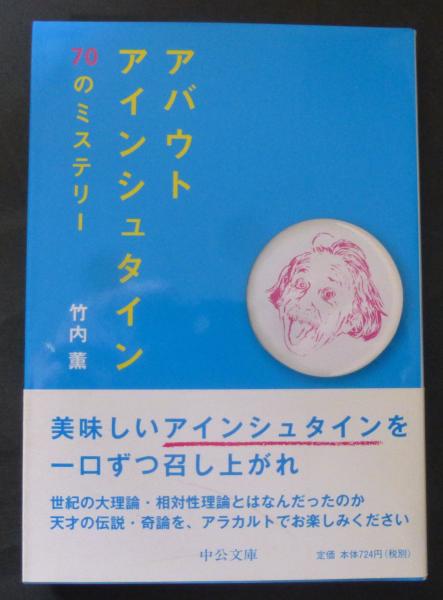 アバウト
アインシュタイン
70のミステリー
竹内 薫
美味しいアインシュタインを
一口ずつ召し上がれ
世紀の大理論・相対性理論とはなんだったのか
天才の伝説・奇論を、アラカルトでお楽しみください
中公文庫
定価 本体724円(税別)